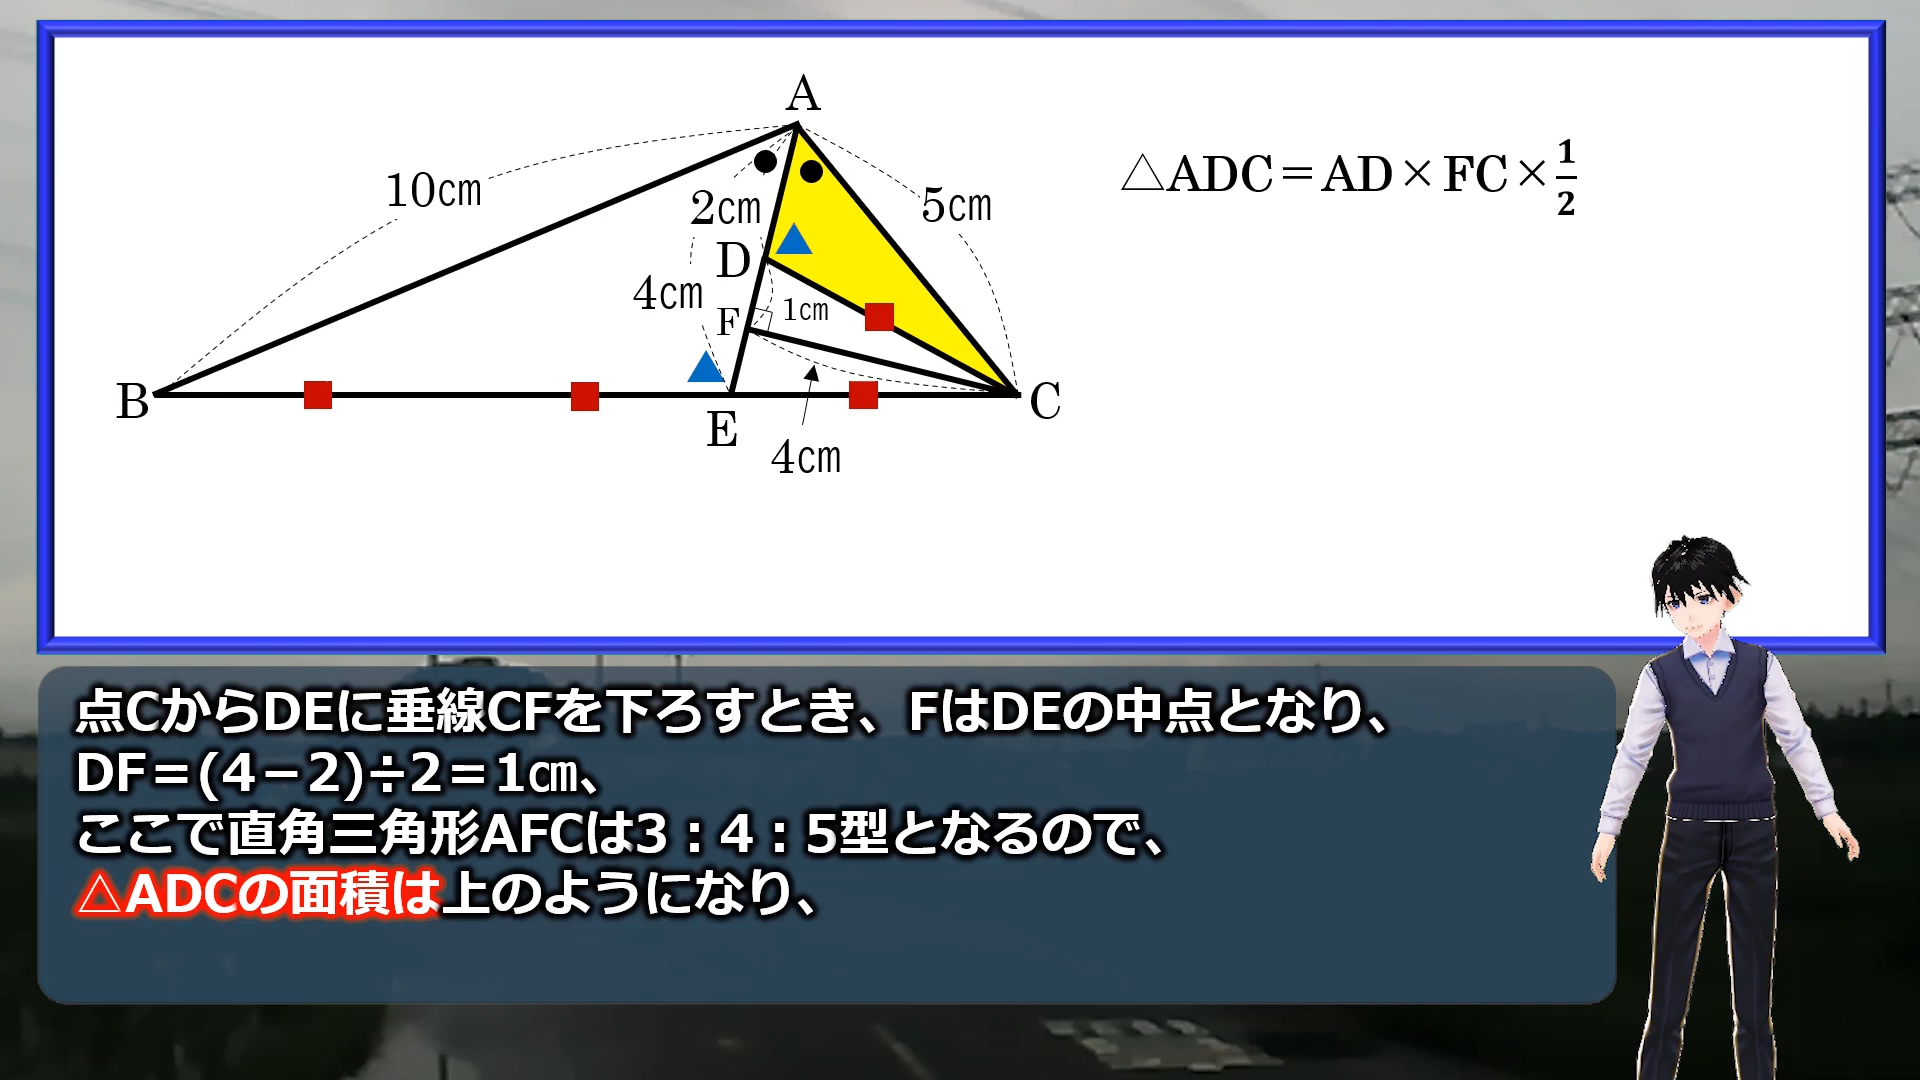 A
10㎝
2㎝
5㎝
D
4㎝
F
1㎝
B
E
C
4㎝
△ADC＝AD×FC×1/2
点CからDEに垂線CFを下ろすとき、FはDEの中点となり、
DF＝(4－2)÷2＝1㎝、
ここで直角三角形AFCは3：4：5型となるので、
△ADCの面積は上のようになり、